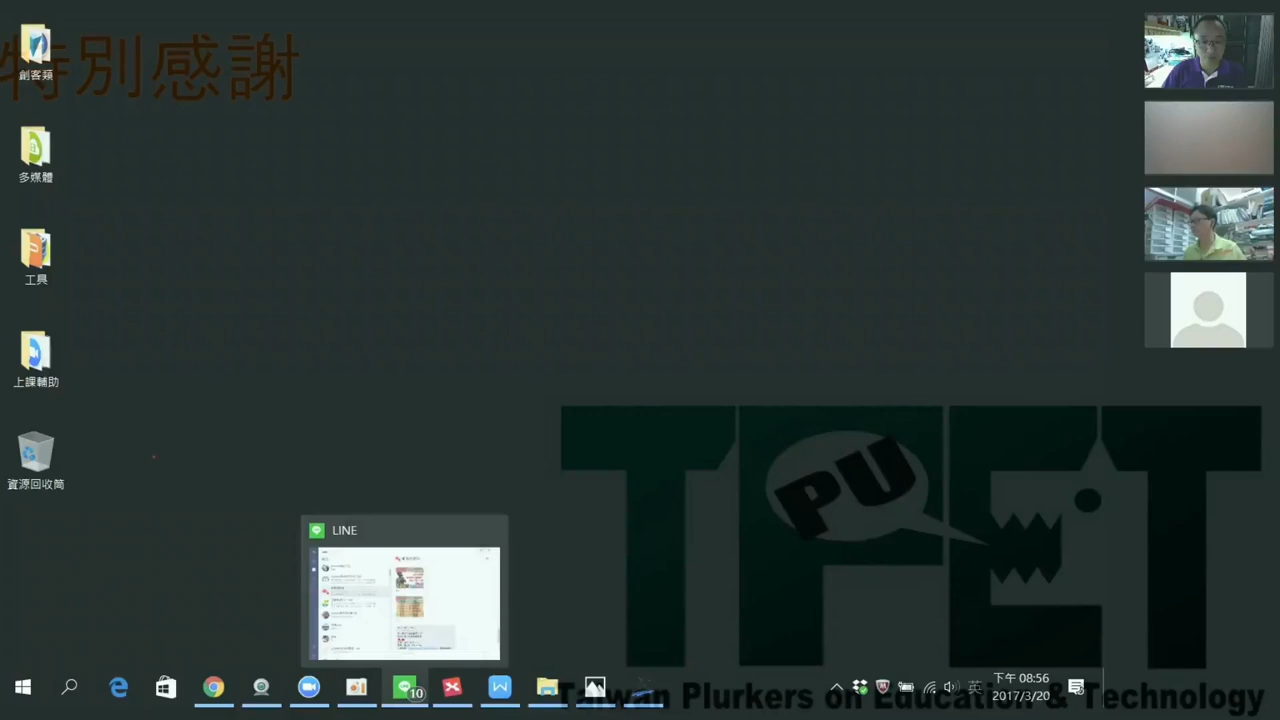 特別感謝
創客類
多媒體
工具
上課輔助
資源回收筒
PU
TPET
LINE
10
Taiwan Plurkers on Education & Technology
英
下午 08:56
2017/3/20